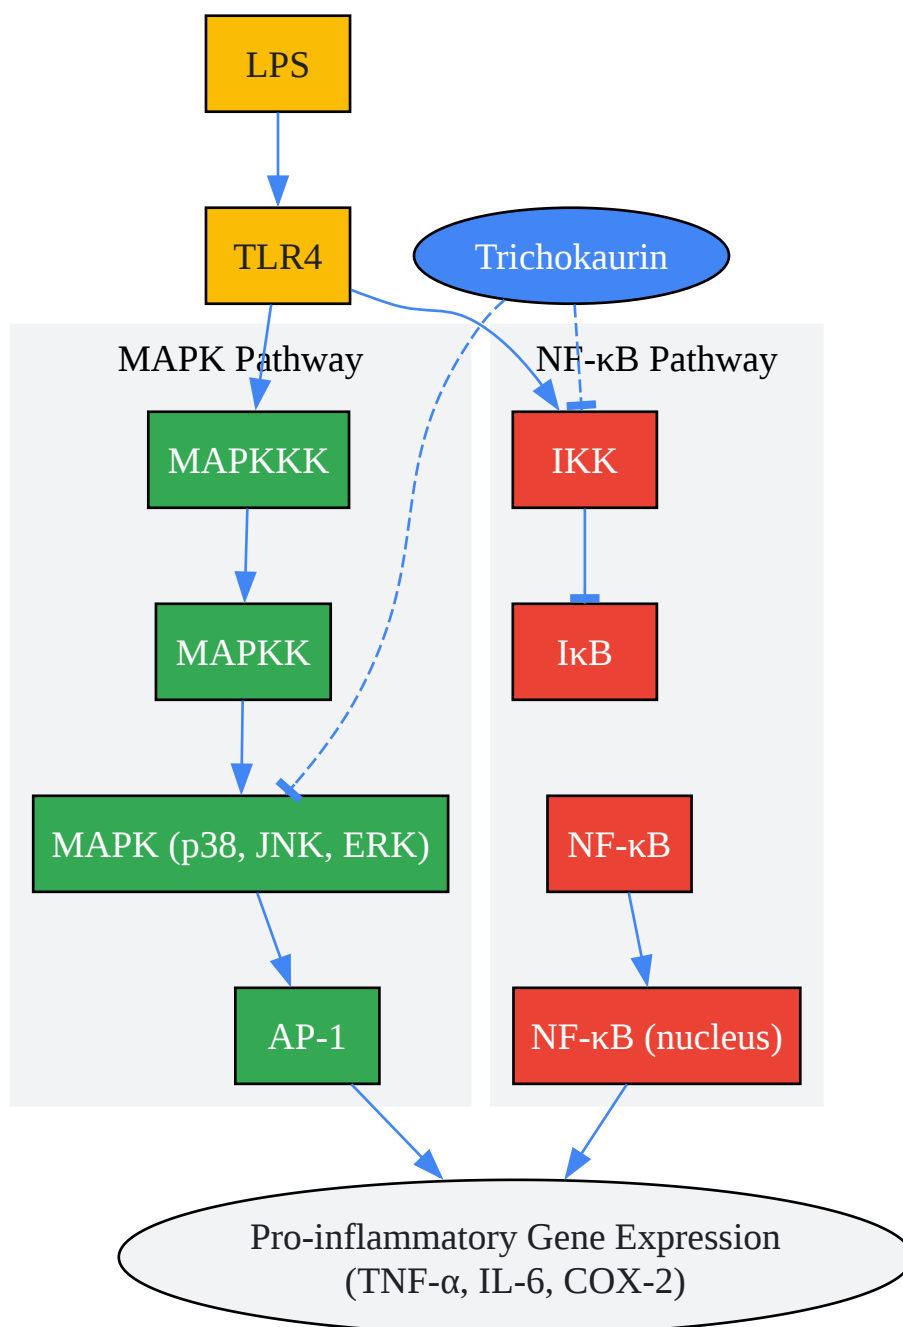 LPS
TLR4
Trichokaurin
MAPK Pathway
NF-κB Pathway
MAPKKK
IKK
MAPKK
IκB
MAPK (p38, JNK, ERK)
NF-κB
AP-1
NF-κB (nucleus)
Pro-inflammatory Gene Expression
(TNF-α, IL-6, COX-2)